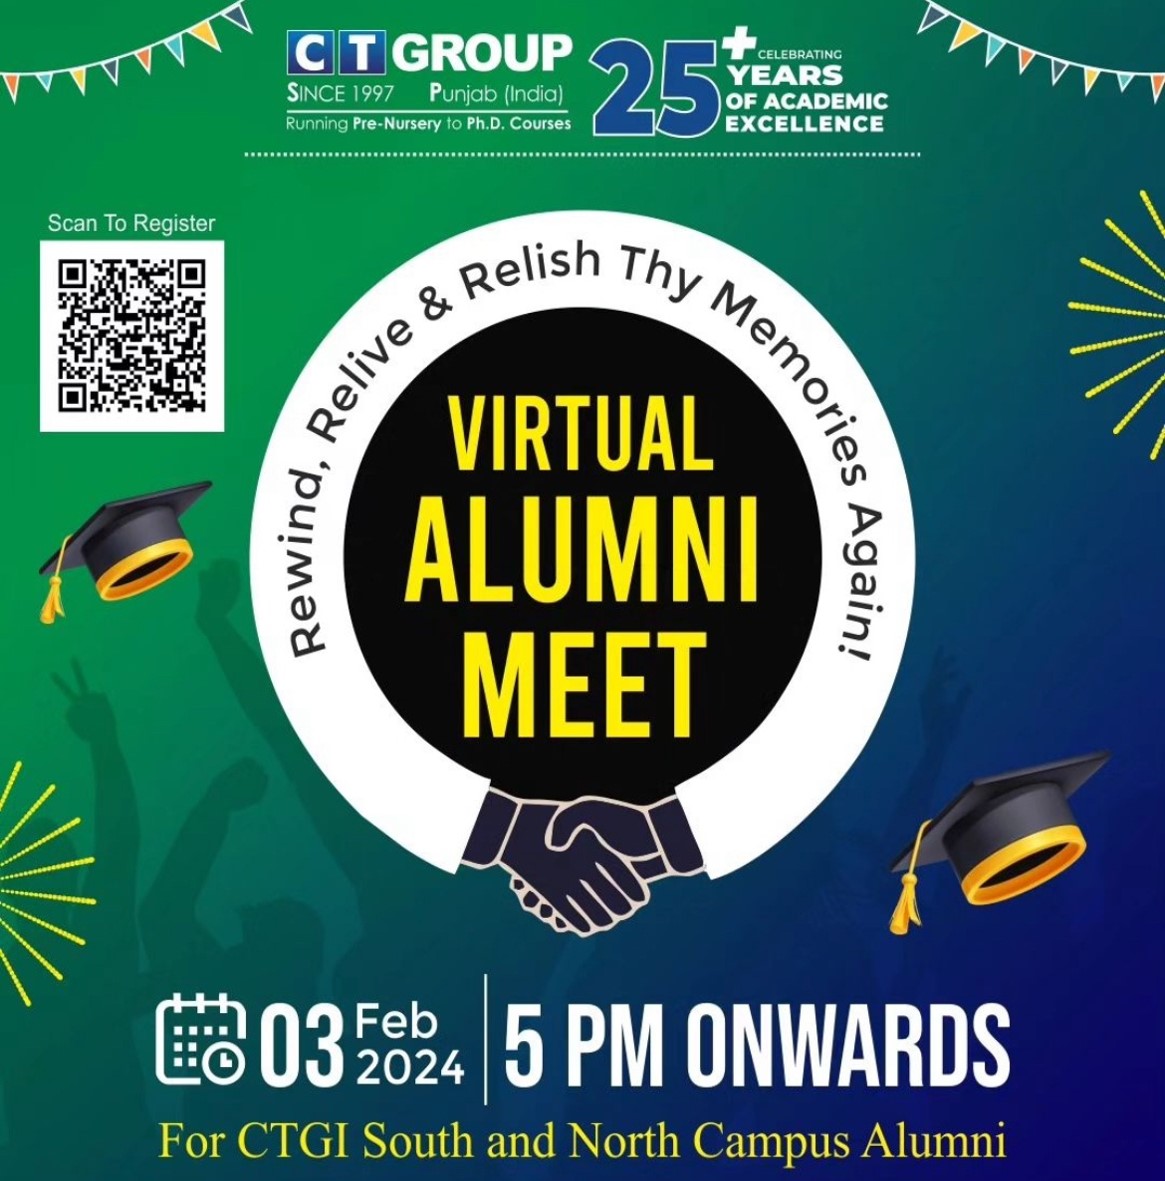 CT GROUP
SINCE 1997 Punjab (India)
Running Pre-Nursery to Ph.D. Courses
25+
CELEBRATING
YEARS
OF ACADEMIC
EXCELLENCE
Scan To Register
Rewind, Relive & Relish Thy Memories Again!
VIRTUAL
ALUMNI
MEET
03 Feb 2024
5 PM ONWARDS
For CTGI South and North Campus Alumni